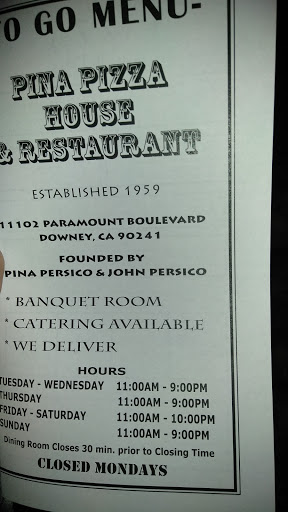 TO GO MENU-
PINA PIZZA
HOUSE
& RESTAURANT
ESTABLISHED 1959
11102 PARAMOUNT BOULEVARD
DOWNEY, CA 90241
FOUNDED BY
PINA PERSICO & JOHN PERSICO
* BANQUET ROOM
* CATERING AVAILABLE
* WE DELIVER
HOURS
TUESDAY - WEDNESDAY 11:00AM - 9:00PM
THURSDAY 11:00AM - 9:00PM
FRIDAY - SATURDAY 11:00AM - 10:00PM
SUNDAY 11:00AM - 9:00PM
Dining Room Closes 30 min. prior to Closing Time
CLOSED MONDAYS